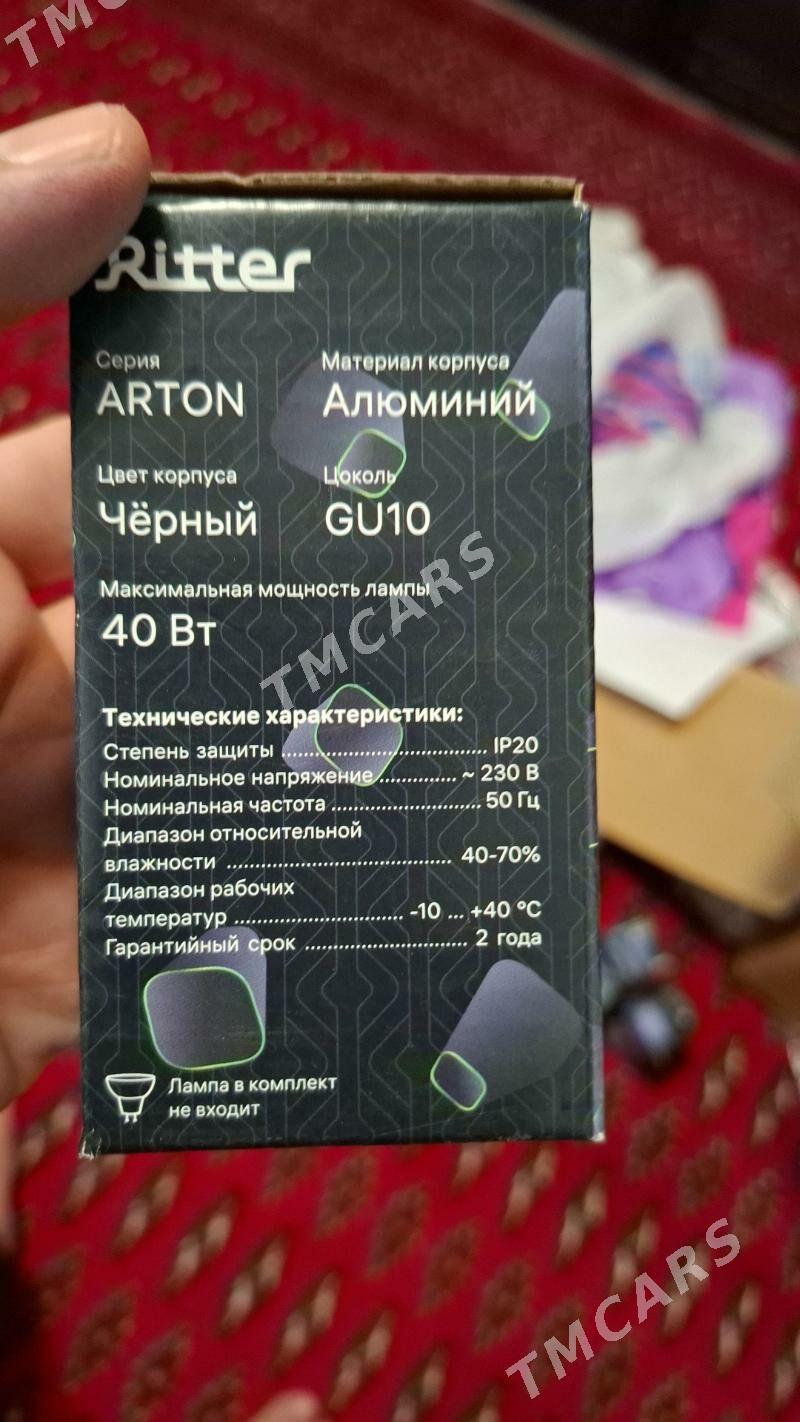 TMCARS
Ritter
Серия
ARTON
Материал корпуса
Алюминий
Цвет корпуса
Чёрный
Цоколь
GU10
Максимальная мощность лампы
40 Вт
TMCARS
Технические характеристики:
Степень защиты ........ IP20
Номинальное напряжение ........ ~ 230 В
Номинальная частота ........ 50 Гц
Диапазон относительной
влажности ........ 40-70%
Диапазон рабочих
температур ........ -10 ... +40 °C
Гарантийный срок ........ 2 года
Лампа в комплект
не входит
TMCARS